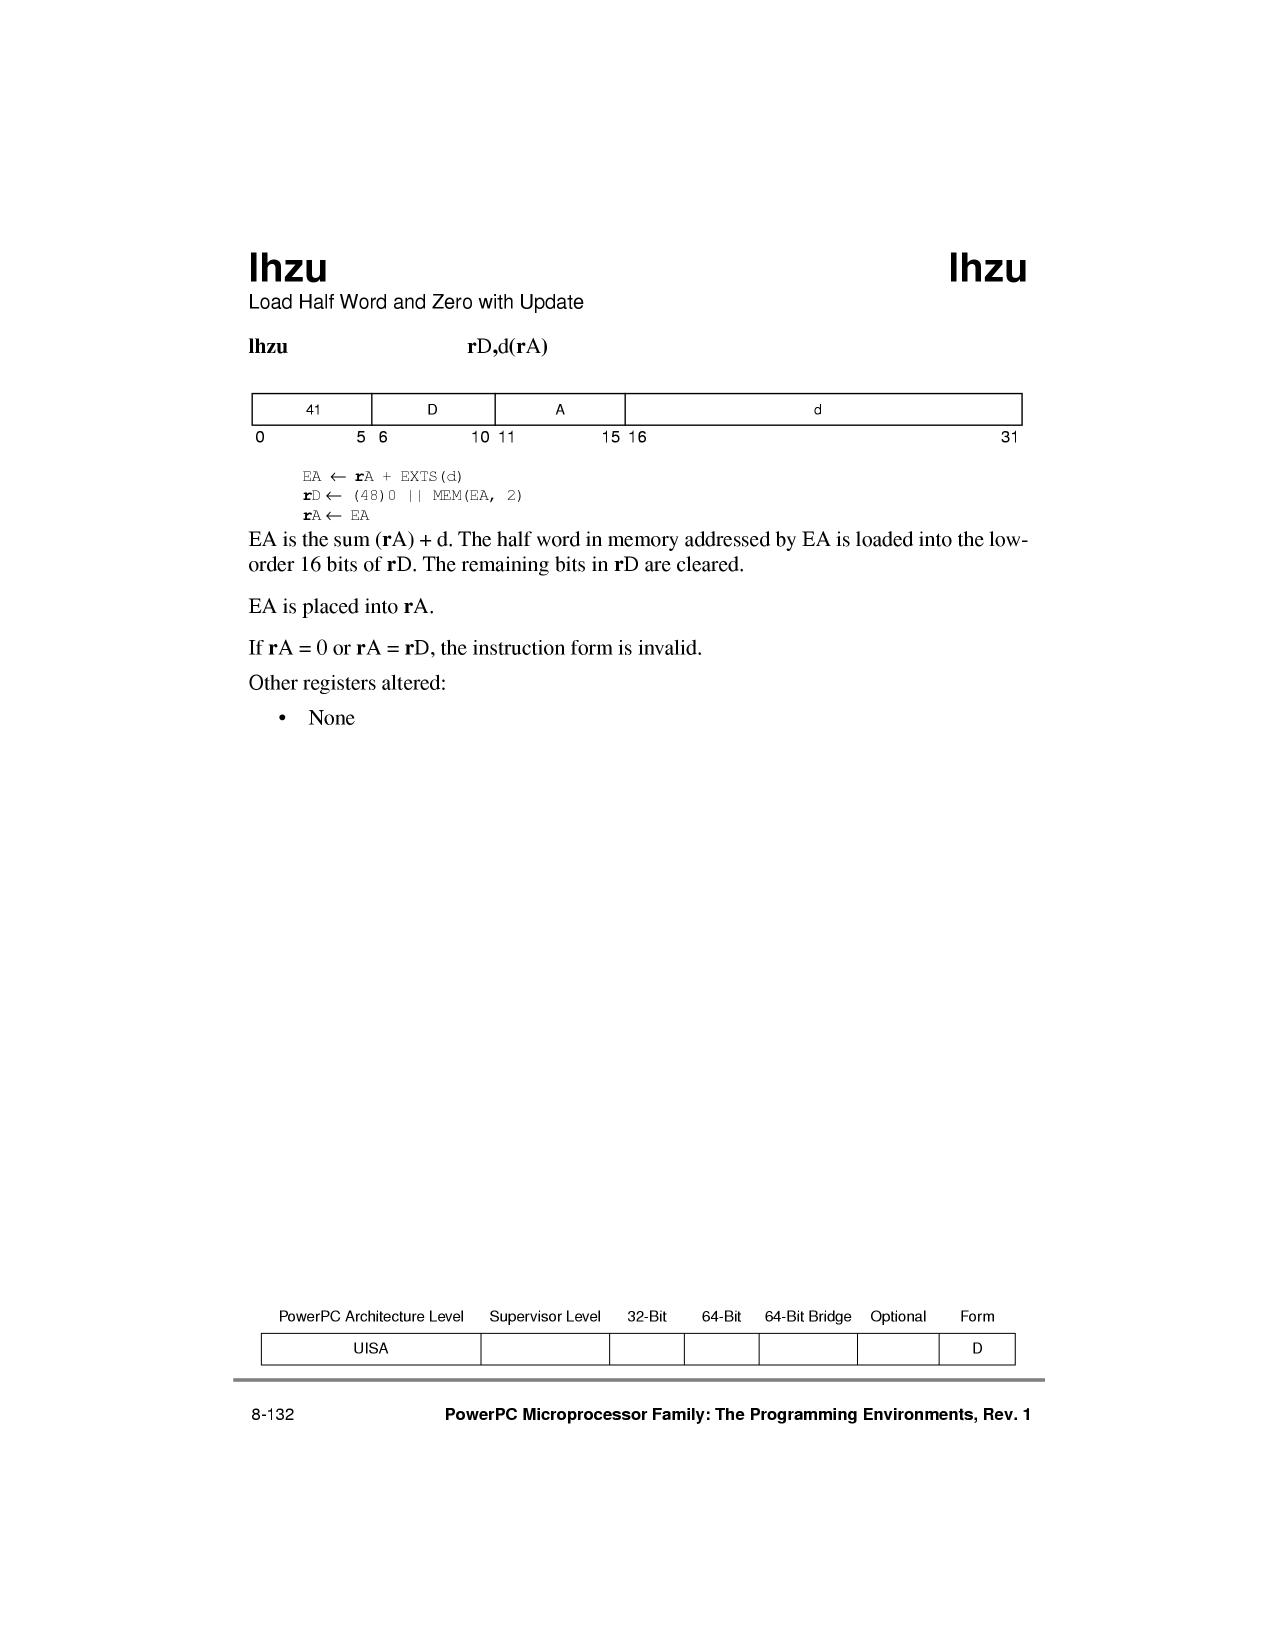 lhzu lhzu
Load Half Word and Zero with Update
lhzu rD,d(rA)
41 D A d
0 5 6 10 11 15 16 31
EA ← rA + EXTS(d)
rD ← (48)0 || MEM(EA, 2)
rA ← EA
EA is the sum (rA) + d. The half word in memory addressed by EA is loaded into the low-
order 16 bits of rD. The remaining bits in rD are cleared.
EA is placed into rA.
If rA = 0 or rA = rD, the instruction form is invalid.
Other registers altered:
• None
PowerPC Architecture Level Supervisor Level 32-Bit 64-Bit 64-Bit Bridge Optional Form
UISA D
8-132 PowerPC Microprocessor Family: The Programming Environments, Rev. 1